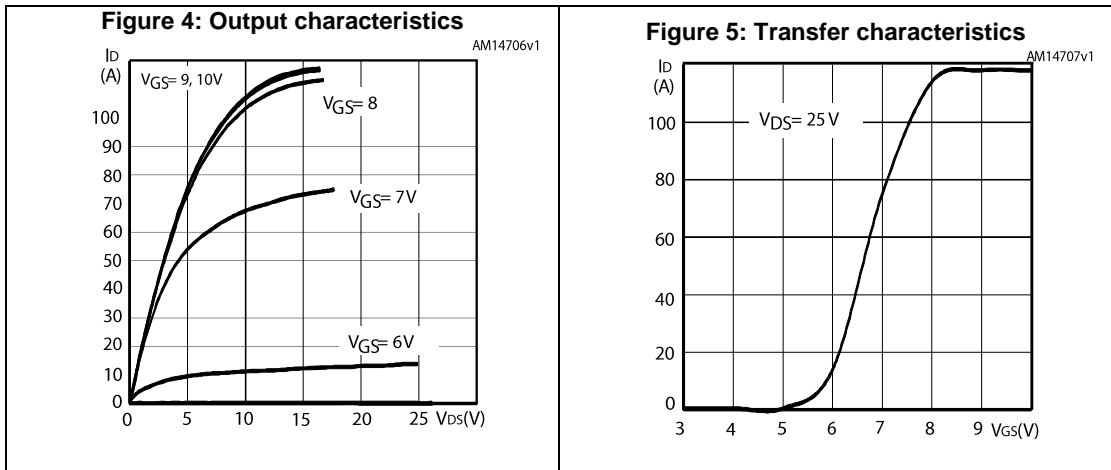 Figure 4: Output characteristics
AM14706v1
ID
(A)
VGS= 9, 10V
VGS= 8
VGS= 7V
VGS= 6V
100
90
80
70
60
50
40
30
20
10
0
0 5 10 15 20 25 VDS(V)
Figure 5: Transfer characteristics
AM14707v1
ID
(A)
VDS= 25 V
100
80
60
40
20
0
3 4 5 6 7 8 9 VGS(V)